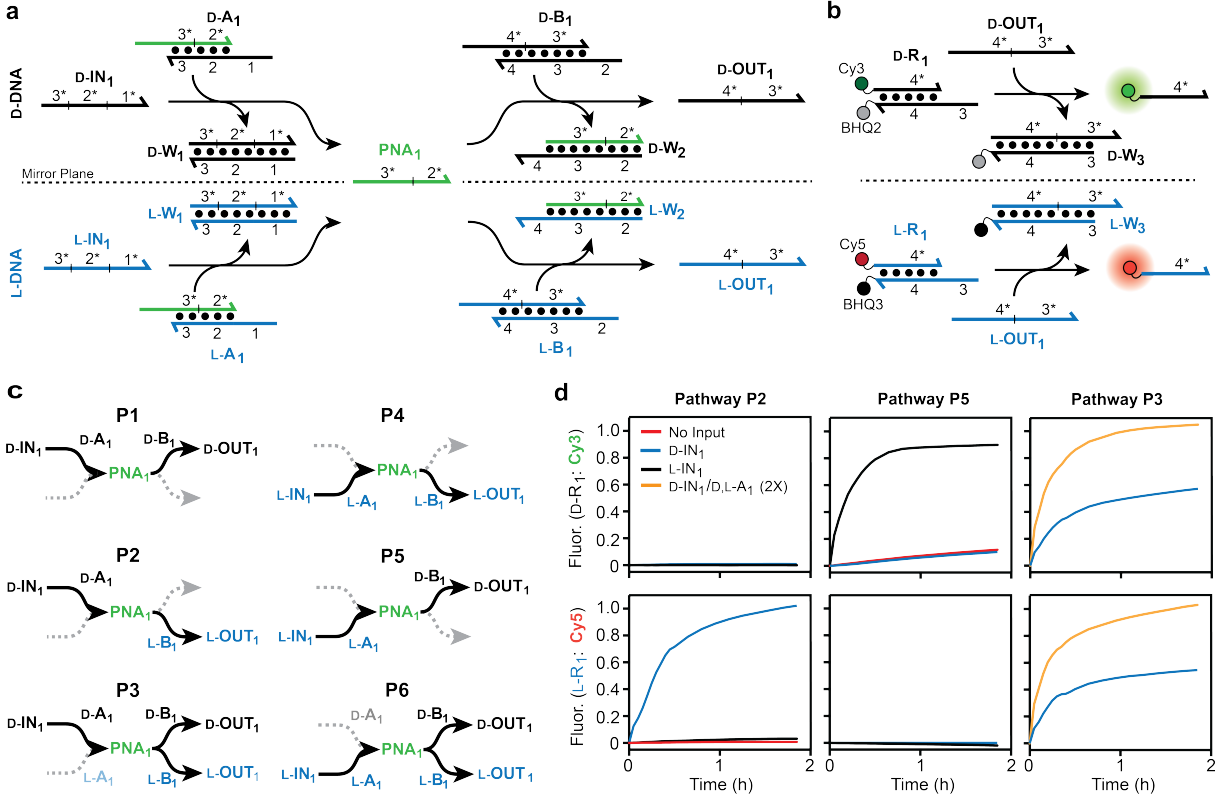 a
D-DNA
L-DNA
D-IN1
3* 2* 1*
D-A1
3* 2*
3 2 1
3* 2* 1*
D-W1
3 2 1
Mirror Plane
3* 2* 1*
L-W1
3 2 1
L-IN1
3* 2* 1*
3* 2*
3 2 1
L-A1
PNA1
3* 2*
D-B1
4* 3*
4 3 2
D-OUT1
4* 3*
3* 2*
D-W2
4 3 2
3* 2*
L-W2
4 3 2
L-OUT1
4* 3*
4* 3*
4 3 2
L-B1
b
D-OUT1
4* 3*
D-R1
Cy3
4*
4 3
BHQ2
4*
4* 3*
D-W3
4 3
4* 3*
L-W3
4 3
L-R1
Cy5
4*
4 3
BHQ3
4*
4* 3*
L-OUT1
c
P1
D-IN1 D-A1 PNA1 D-B1 D-OUT1
P4
L-IN1 L-A1 PNA1 L-B1 L-OUT1
P2
D-IN1 D-A1 PNA1 L-B1 L-OUT1
P5
L-IN1 L-A1 PNA1 D-B1 D-OUT1
P3
D-IN1 D-A1 L-A1 PNA1 D-B1 D-OUT1
L-B1 L-OUT1
P6
D-A1 L-IN1 L-A1 PNA1 D-B1 D-OUT1
L-B1 L-OUT1
d
Pathway P2
Pathway P5
Pathway P3
Fluor. (D-R1: Cy3)
1.0
0.8
0.6
0.4
0.2
0
No Input
D-IN1
L-IN1
D-IN1/D,L-A1 (2X)
Fluor. (L-R1: Cy5)
1.0
0.8
0.6
0.4
0.2
0
0 1 2
0 1 2
0 1 2
Time (h)
Time (h)
Time (h)